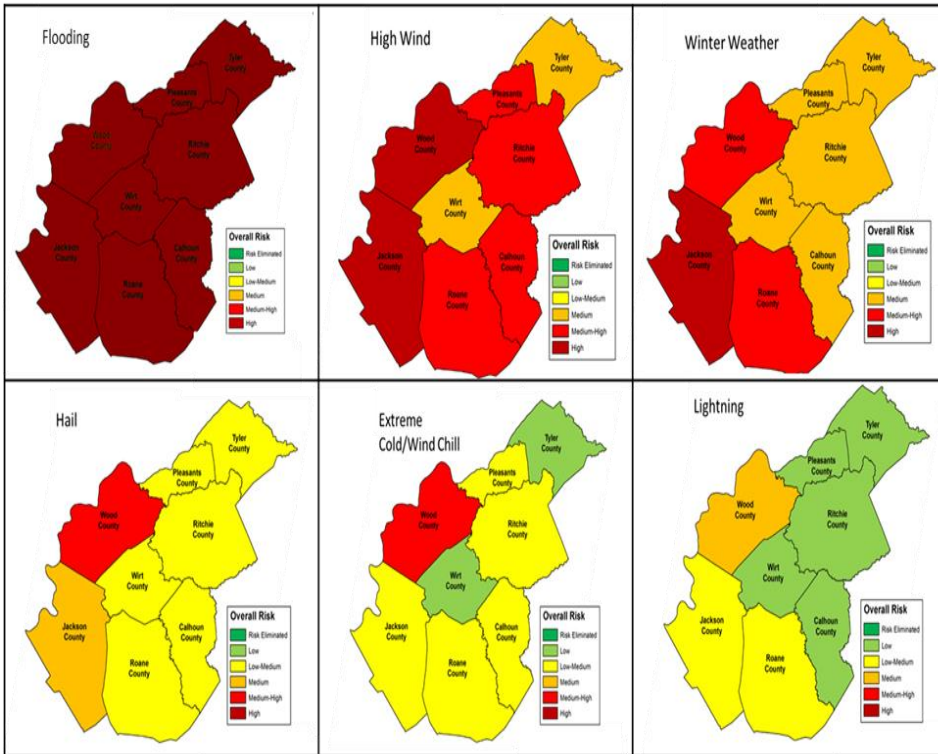 Flooding
Tyler
County
Pleasants
County
Wood
County
Ritchie
County
Wirt
County
Jackson
County
Calhoun
County
Roane
County
Overall Risk
Risk Eliminated
Low
Low-Medium
Medium
Medium-High
High
High Wind
Tyler
County
Pleasants
County
Wood
County
Ritchie
County
Wirt
County
Jackson
County
Calhoun
County
Roane
County
Overall Risk
Risk Eliminated
Low
Low-Medium
Medium
Medium-High
High
Winter Weather
Tyler
County
Pleasants
County
Wood
County
Ritchie
County
Wirt
County
Jackson
County
Calhoun
County
Roane
County
Overall Risk
Risk Eliminated
Low
Low-Medium
Medium
Medium-High
High
Hail
Tyler
County
Pleasants
County
Wood
County
Ritchie
County
Wirt
County
Jackson
County
Calhoun
County
Roane
County
Overall Risk
Risk Eliminated
Low
Low-Medium
Medium
Medium-High
High
Extreme
Cold/Wind Chill
Tyler
County
Pleasants
County
Wood
County
Ritchie
County
Wirt
County
Jackson
County
Calhoun
County
Roane
County
Overall Risk
Risk Eliminated
Low
Low-Medium
Medium
Medium-High
High
Lightning
Tyler
County
Pleasants
County
Wood
County
Ritchie
County
Wirt
County
Jackson
County
Calhoun
County
Roane
County
Overall Risk
Risk Eliminated
Low
Low-Medium
Medium
Medium-High
High